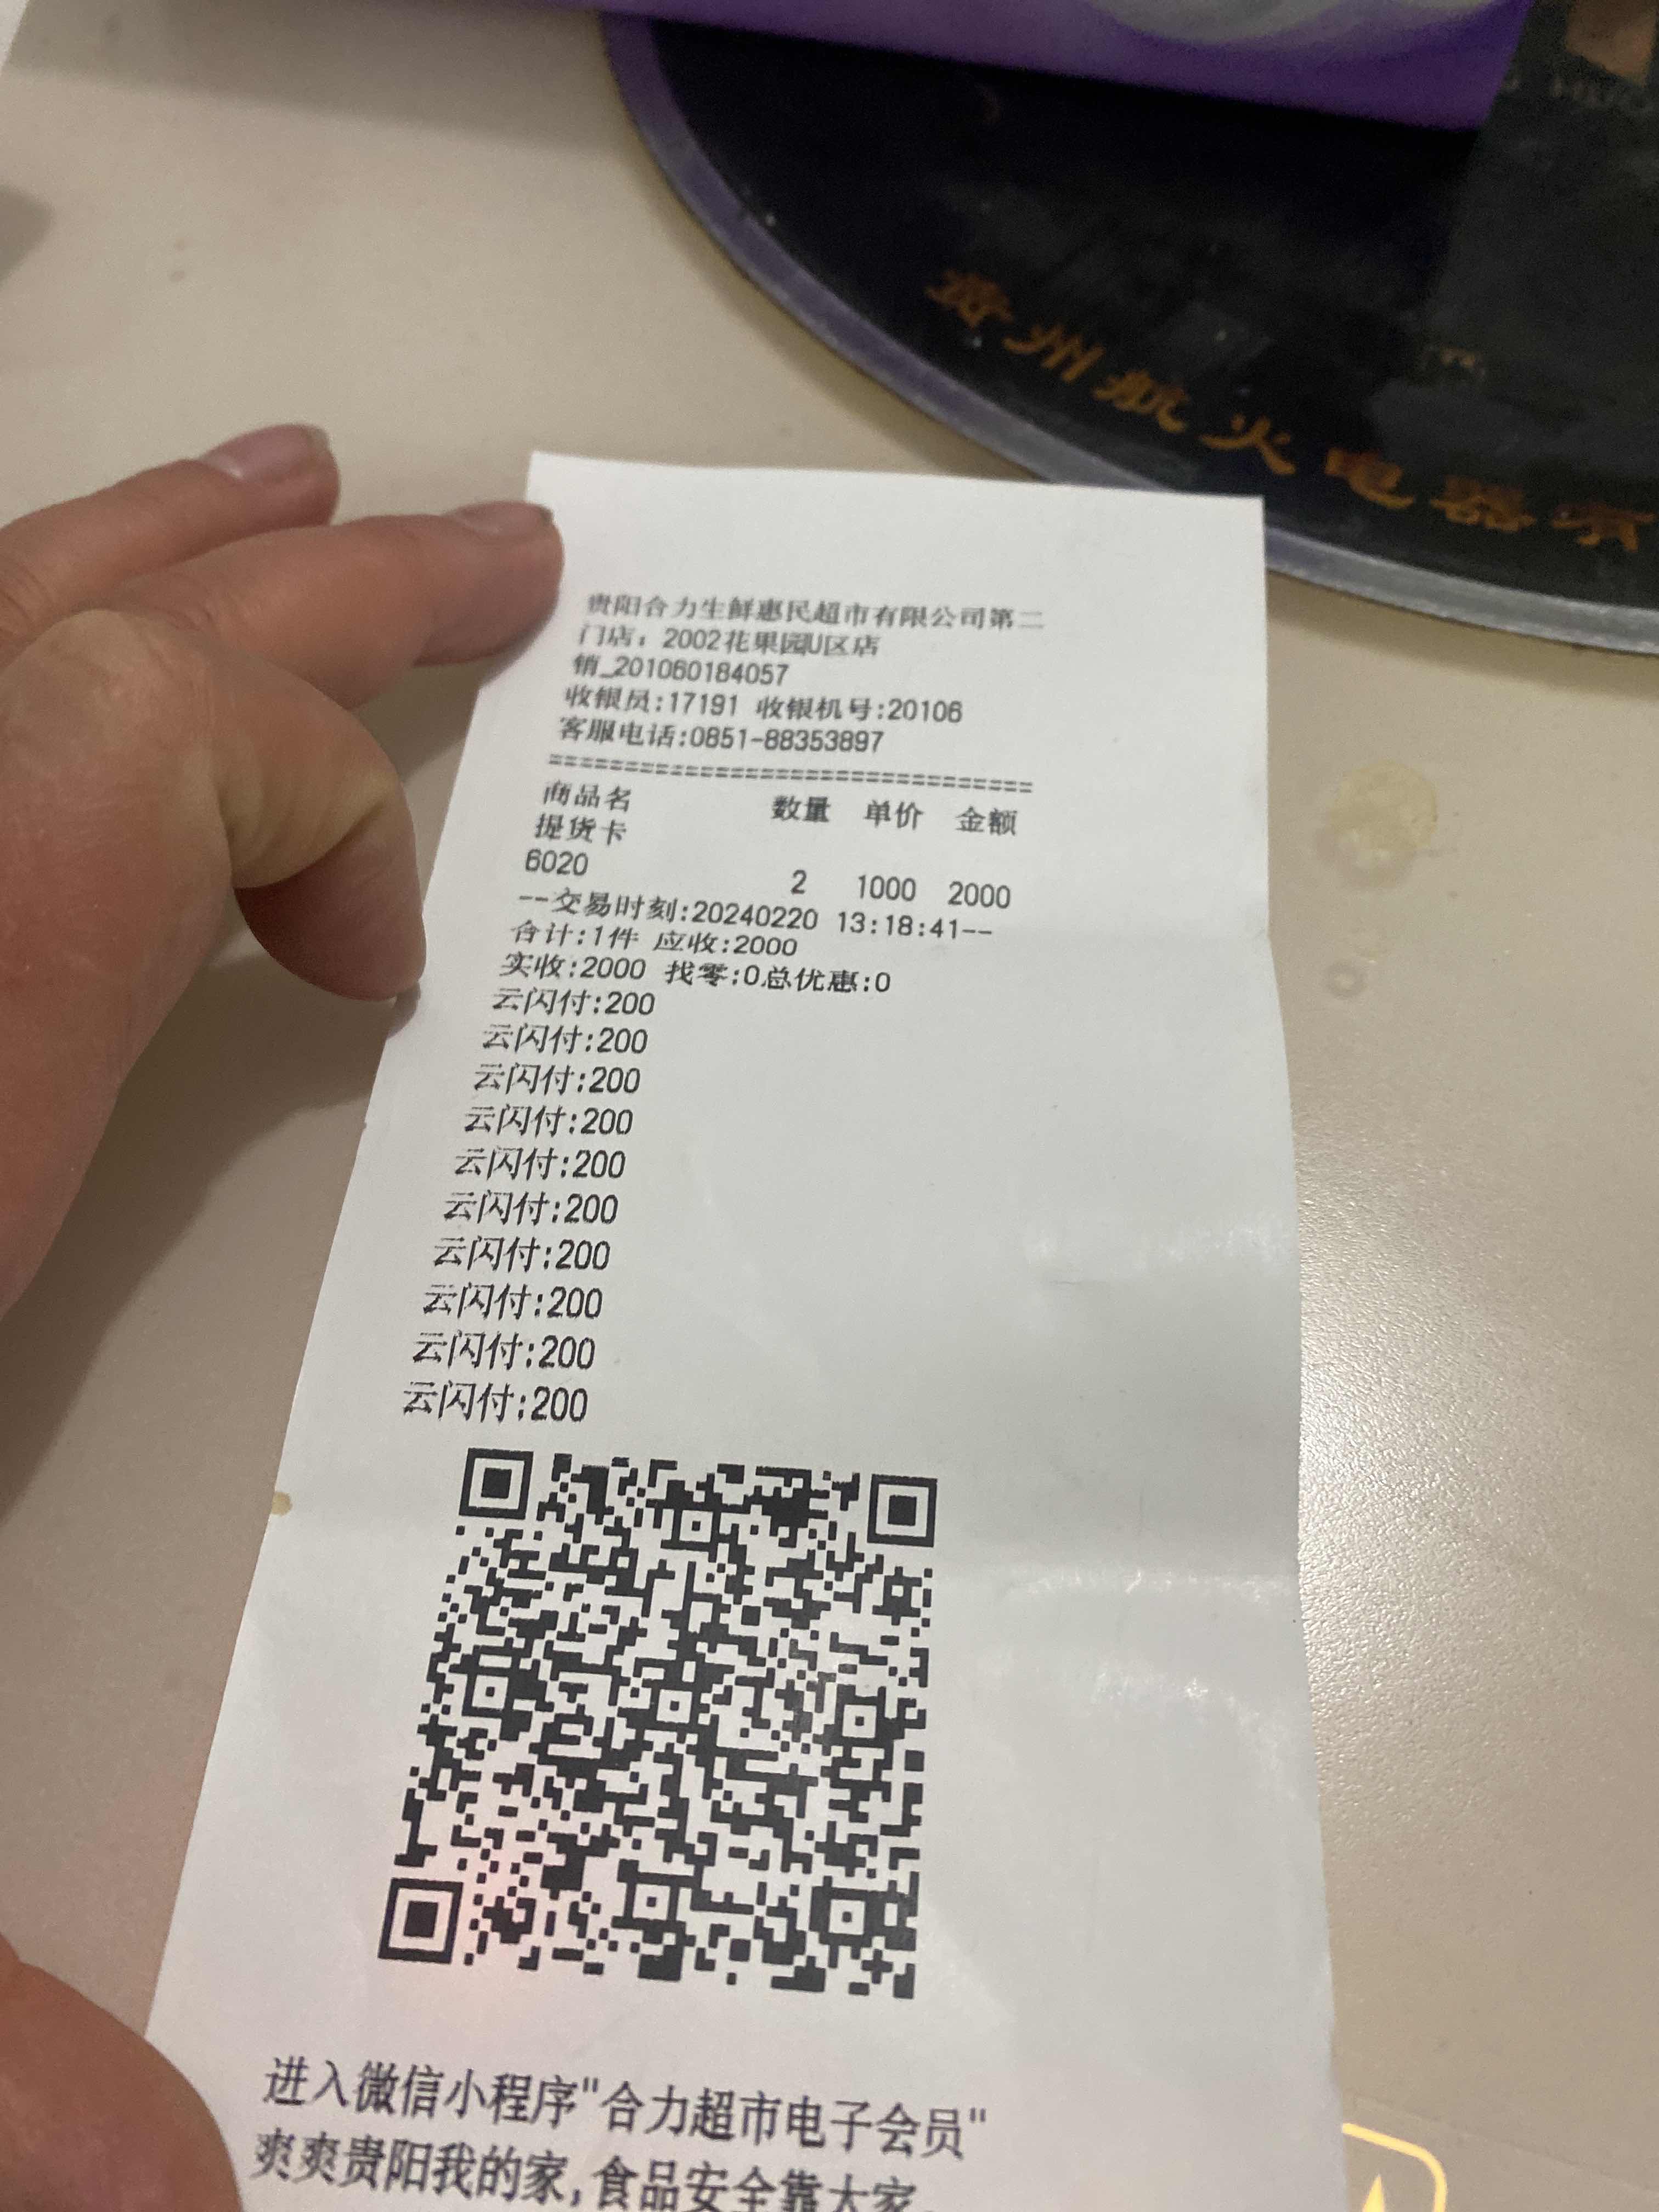 贵州航火电器泵
贵阳合力生鲜惠民超市有限公司第二
门店：2002花果园U区店
销_201060184057
收银员:17191 收银机号:20106
客服电话:0851-88353897
================================
商品名 数量 单价 金额
提货卡
6020 2 1000 2000
--交易时刻:20240220 13:18:41--
合计:1件 应收:2000
实收:2000 找零:0总优惠:0
云闪付:200
云闪付:200
云闪付:200
云闪付:200
云闪付:200
云闪付:200
云闪付:200
云闪付:200
云闪付:200
云闪付:200
进入微信小程序"合力超市电子会员"
爽爽贵阳我的家,食品安全靠大家